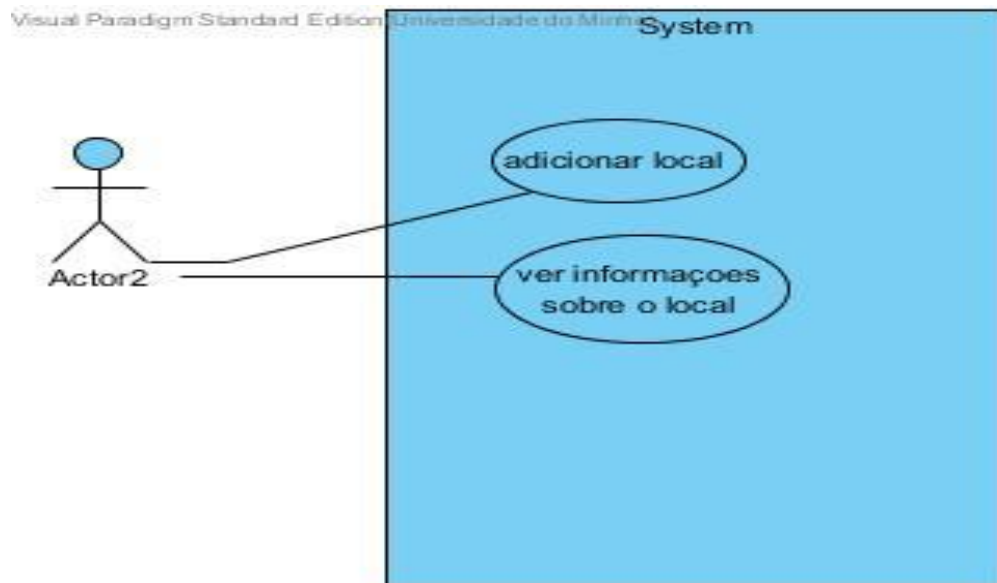 Visual Paradigm Standard Edition(Universidade do Minho)
System
adicionar local
Actor2
ver informaçoes
sobre o local